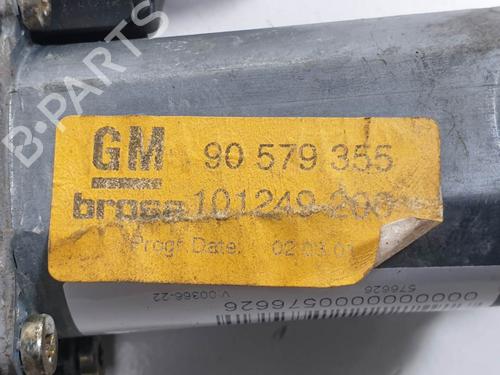 GM 90 579 355
brose 101249-200
Progr. Date: 02.03.01
0000000000576626
576626
V 00366-22
B-PARTS